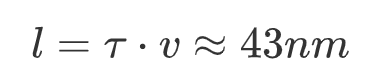 l = τ · v ≈ 43nm